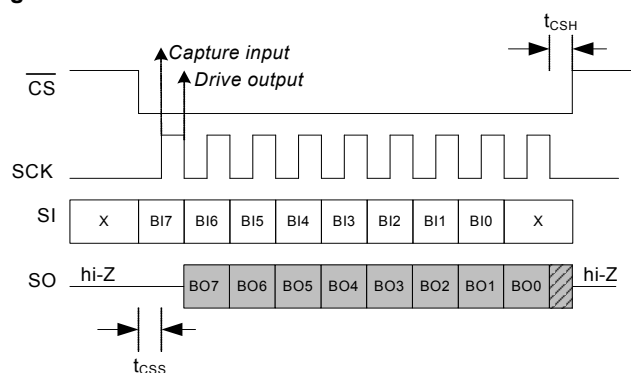 g
tCSH
Capture input
Drive output
CS
SCK
SI X BI7 BI6 BI5 BI4 BI3 BI2 BI1 BI0 X
SO hi-Z BO7 BO6 BO5 BO4 BO3 BO2 BO1 BO0 hi-Z
tCSS